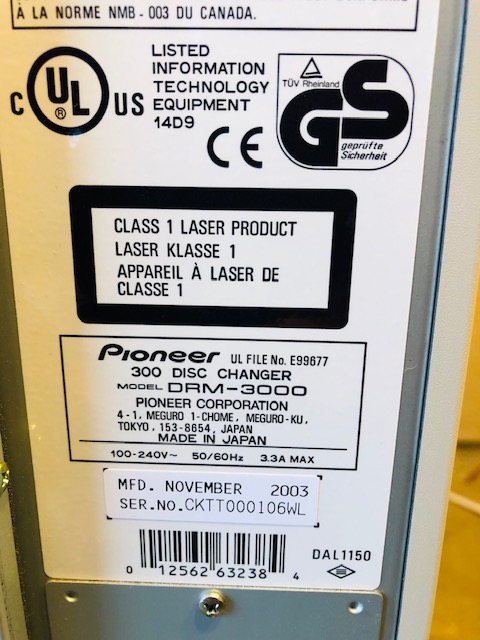 À LA NORME NMB-003 DU CANADA.
C UL ® US
LISTED
INFORMATION
TECHNOLOGY
EQUIPMENT
14D9
CE
TÜV Rheinland
GS
geprüfte
Sicherheit
CLASS 1 LASER PRODUCT
LASER KLASSE 1
APPAREIL À LASER DE
CLASSE 1
Pioneer UL FILE No. E99677
300 DISC CHANGER
MODEL DRM-3000
PIONEER CORPORATION
4-1, MEGURO 1-CHOME, MEGURO-KU,
TOKYO, 153-8654, JAPAN
MADE IN JAPAN
100-240V~ 50/60Hz 3.3A MAX
MFD. NOVEMBER 2003
SER.NO.CKTT000106WL
0 12562 63238 4
DAL1150